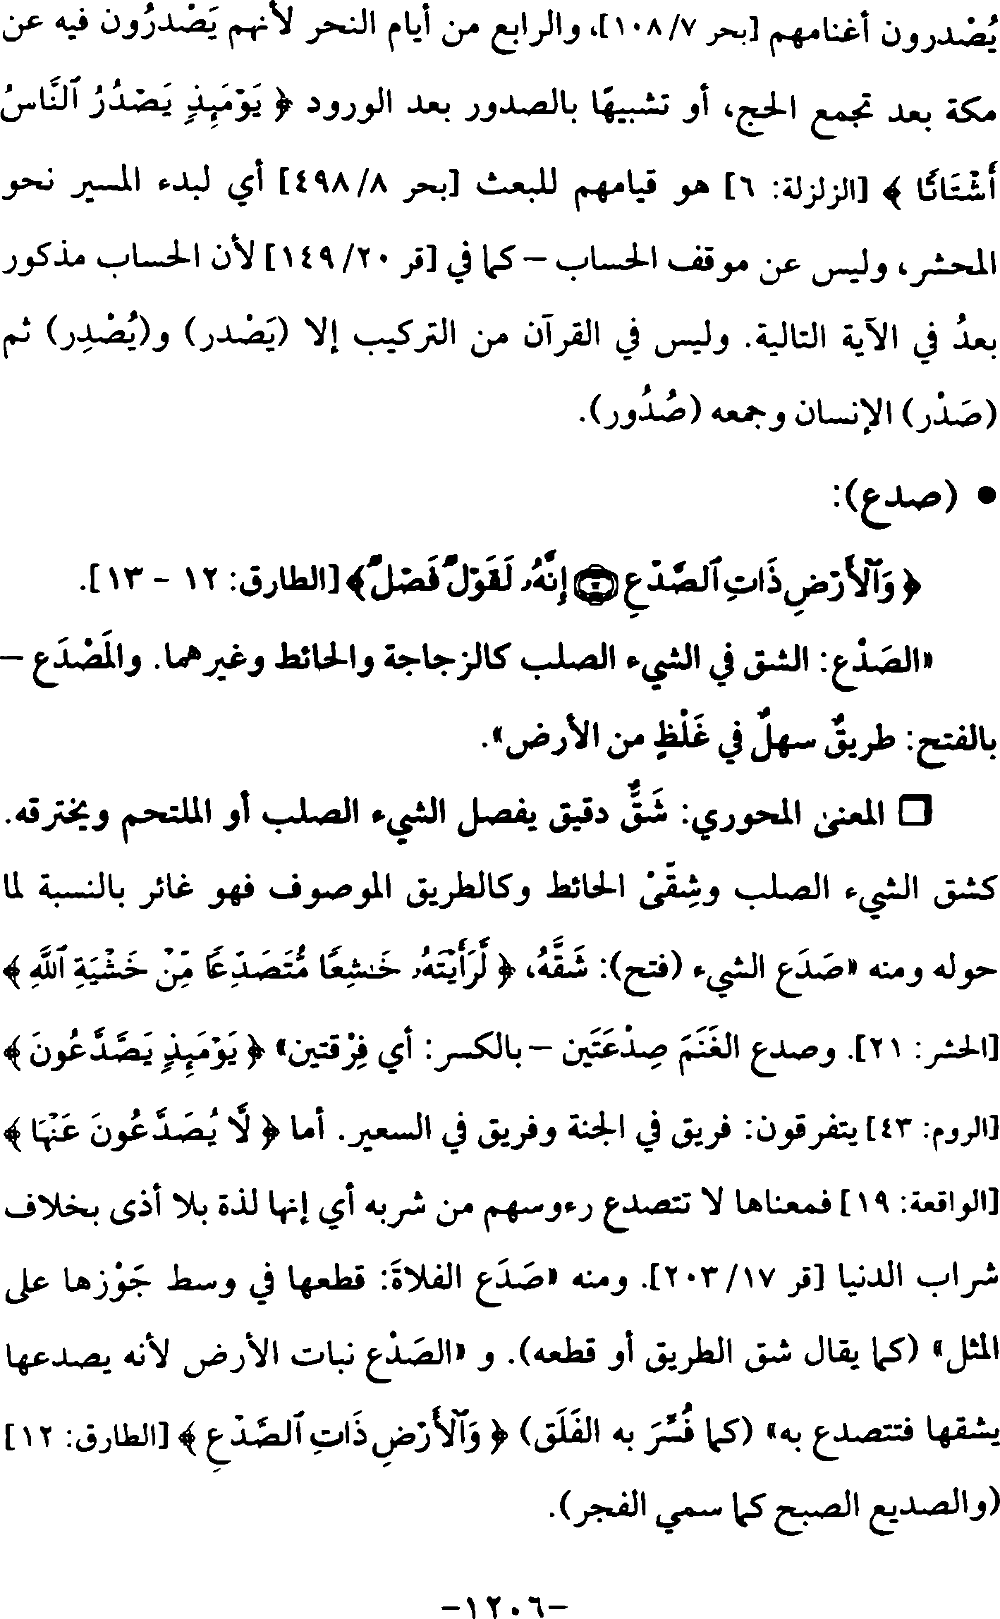 يُصْدرون أغنامهم [بحر ٧/ ١٠٨]، والرابع من أيام النحر لأنهم يَصْدرُون فيه عن
مكة بعد تجمع الحج، أو تشبيهًا بالصدور بعد الورود ﴿ يَوْمَئِذٍ يَصْدُرُ ٱلنَّاسُ
أَشْتَاتًا ﴾ [الزلزلة: ٦] هو قيامهم للبعث [بحر ٨/ ٤٩٨] أي لبدء المسير نحو
المحشر، وليس عن موقف الحساب – كما في [قر ٢٠/ ١٤٩] لأن الحساب مذكور
بعدُ في الآية التالية. وليس في القرآن من التركيب إلا (يَصْدر) و(يُصْدِر) ثم
(صَدْر) الإنسان وجمعه (صُدُور).
● (صدع):
﴿ وَٱلْأَرْضِ ذَاتِ ٱلصَّدْعِ ۝١٢ إِنَّهُۥ لَقَوْلٌ فَصْلٌ ﴾ [الطارق: ١٢ - ١٣].
«الصَدْع: الشق في الشيء الصلب كالزجاجة والحائط وغيرهما. والمَصْدَع –
بالفتح: طريقٌ سهلٌ في غَلْظٍ من الأرض».
❐ المعنى المحوري: شَقٌّ دقيق يفصل الشيء الصلب أو الملتحم ويخترقه.
كشق الشيء الصلب وشِقّىْ الحائط وكالطريق الموصوف فهو غائر بالنسبة لما
حوله ومنه «صَدَع الشيء (فتح): شَقَّهُ، ﴿ لَّرَأَيْتَهُۥ خَٰشِعًا مُّتَصَدِّعًا مِّنْ خَشْيَةِ ٱللَّهِ ﴾
[الحشر: ٢١]. وصدع الغَنَمَ صِدْعَتَين – بالكسر: أي فِرْقتين» ﴿ يَوْمَئِذٍ يَصَّدَّعُونَ ﴾
[الروم: ٤٣] يتفرقون: فريق في الجنة وفريق في السعير. أما ﴿ لَّا يُصَدَّعُونَ عَنْهَا ﴾
[الواقعة: ١٩] فمعناها لا تتصدع رءوسهم من شربه أي إنها لذة بلا أذى بخلاف
شراب الدنيا [قر ١٧/ ٢٠٣]. ومنه «صَدَع الفلاةَ: قطعها في وسط جَوْزها على
المثل» (كما يقال شق الطريق أو قطعه). و «الصَدْع نبات الأرض لأنه يصدعها
يشقها فتتصدع به» (كما فُسَّرَ به الفَلَق) ﴿ وَٱلْأَرْضِ ذَاتِ ٱلصَّدْعِ ﴾ [الطارق: ١٢]
(والصديع الصبح كما سمي الفجر).
-١٢٠٦-